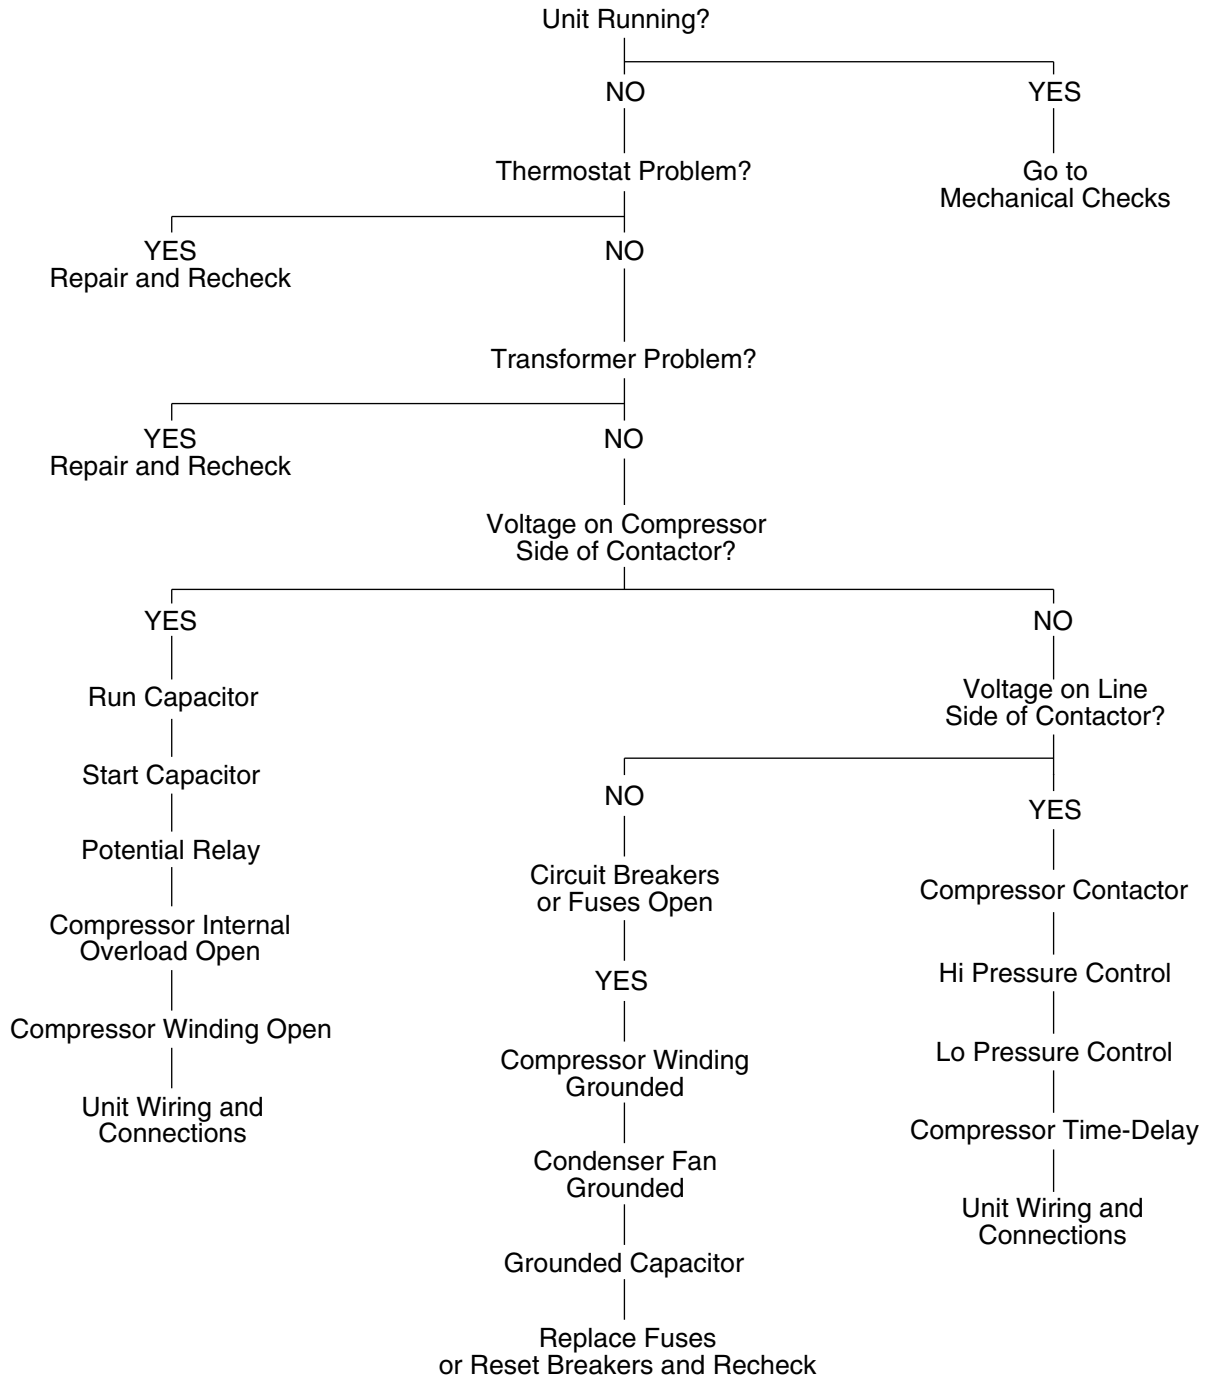 Unit Running?
NO
YES
Thermostat Problem?
Go to
Mechanical Checks
YES
Repair and Recheck
NO
Transformer Problem?
YES
Repair and Recheck
NO
Voltage on Compressor
Side of Contactor?
YES
Run Capacitor
Start Capacitor
Potential Relay
Compressor Internal
Overload Open
Compressor Winding Open
Unit Wiring and
Connections
NO
Voltage on Line
Side of Contactor?
NO
Circuit Breakers
or Fuses Open
YES
Compressor Winding
Grounded
Condenser Fan
Grounded
Grounded Capacitor
Replace Fuses
or Reset Breakers and Recheck
YES
Compressor Contactor
Hi Pressure Control
Lo Pressure Control
Compressor Time-Delay
Unit Wiring and
Connections